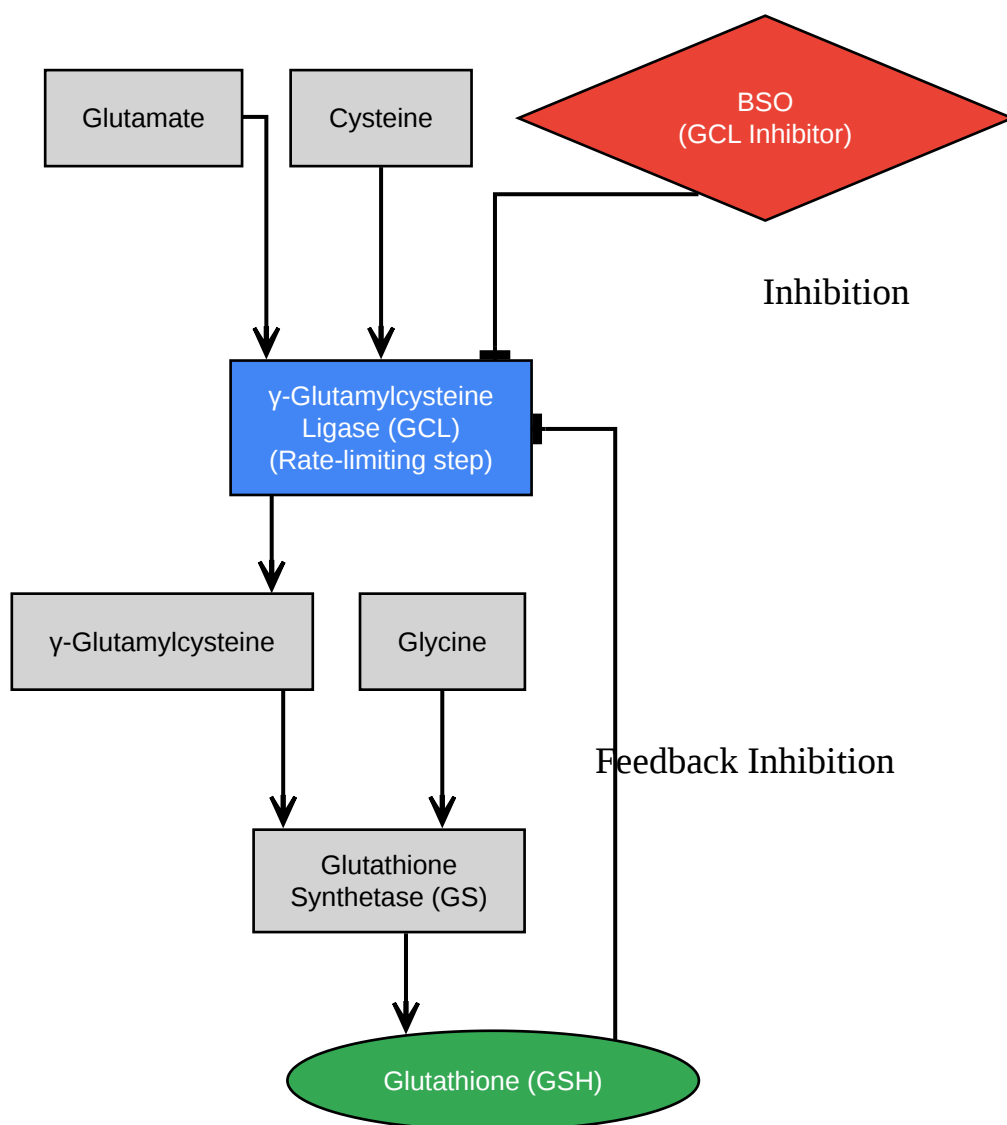 Glutamate
Cysteine
BSO
(GCL Inhibitor)
Inhibition
γ-Glutamylcysteine
Ligase (GCL)
(Rate-limiting step)
γ-Glutamylcysteine
Glycine
Feedback Inhibition
Glutathione
Synthetase (GS)
Glutathione (GSH)